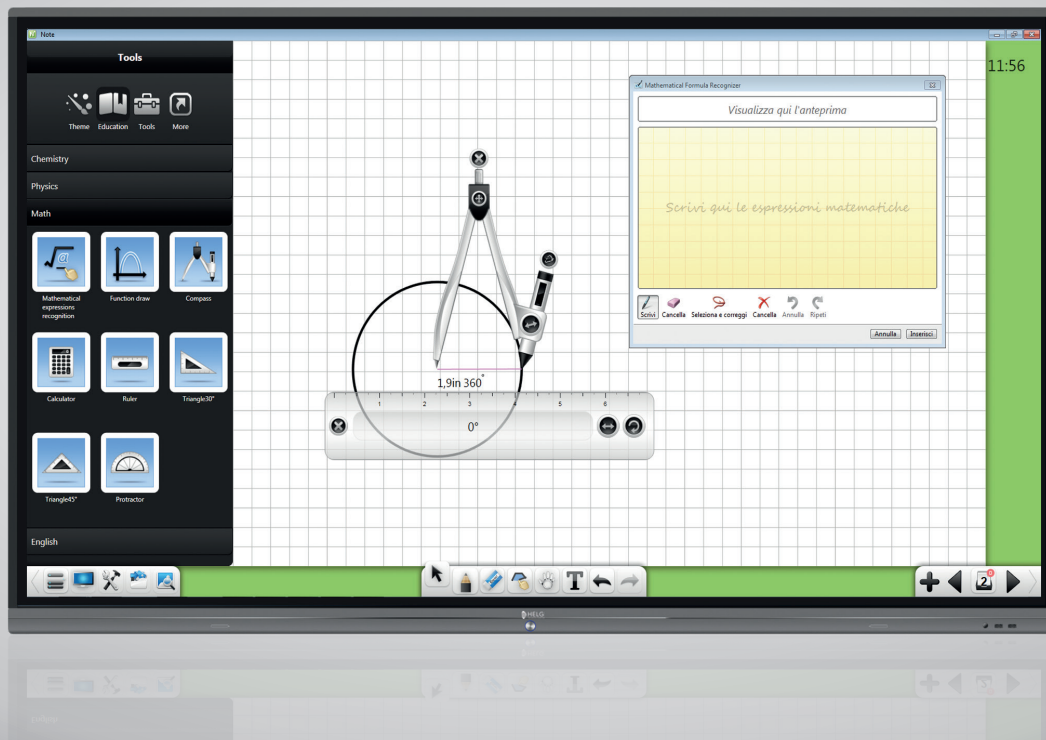 Note
11:56
Tools
Theme
Education
Tools
More
Chemistry
Physics
Math
Mathematical
expressions
recognition
Function draw
Compass
Calculator
Ruler
Triangle30°
Triangle45°
Protractor
English
1,9in 360°
1 2 3 4 5 6
0°
Mathematical Formula Recognizer
Visualizza qui l'anteprima
Scrivi qui le espressioni matematiche
Scrivi
Cancella
Seleziona e correggi
Cancella
Annulla
Ripeti
Annulla
Inserisci
T
2
HELGI